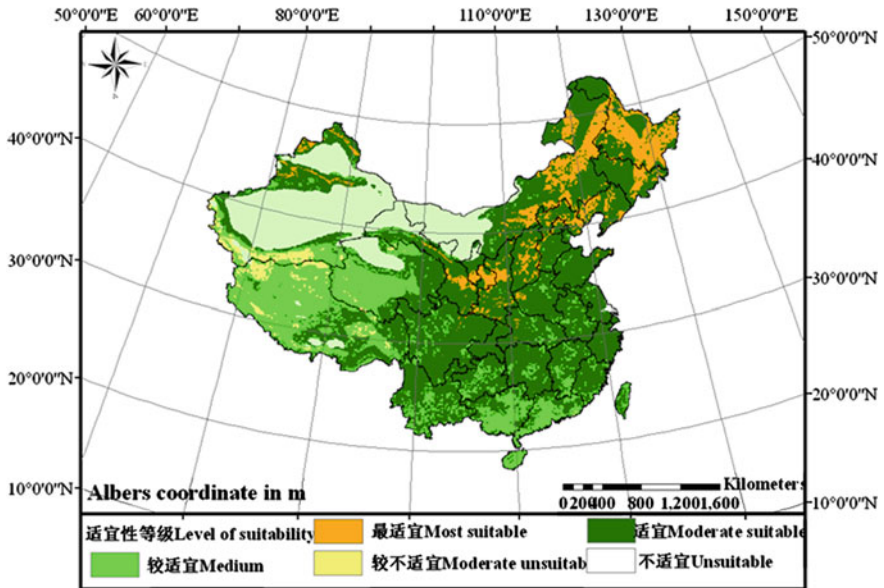 50°00'0"E 60°0'0"E 80°0'0"E 110°0'0"E 130°0'0"E 150°0'0"E
50°0'0"N
40°0'0"N 40°0'0"N
30°0'0"N 30°0'0"N
20°0'0"N 20°0'0"N
10°0'0"N 10°0'0"N
Albers coordinate in m
Kilometers
0 200 400 800 1,200 1,600
适宜性等级Level of suitability 最适宜Most suitable 适宜Moderate suitable
较适宜Medium 较不适宜Moderate unsuitab 不适宜Unsuitable